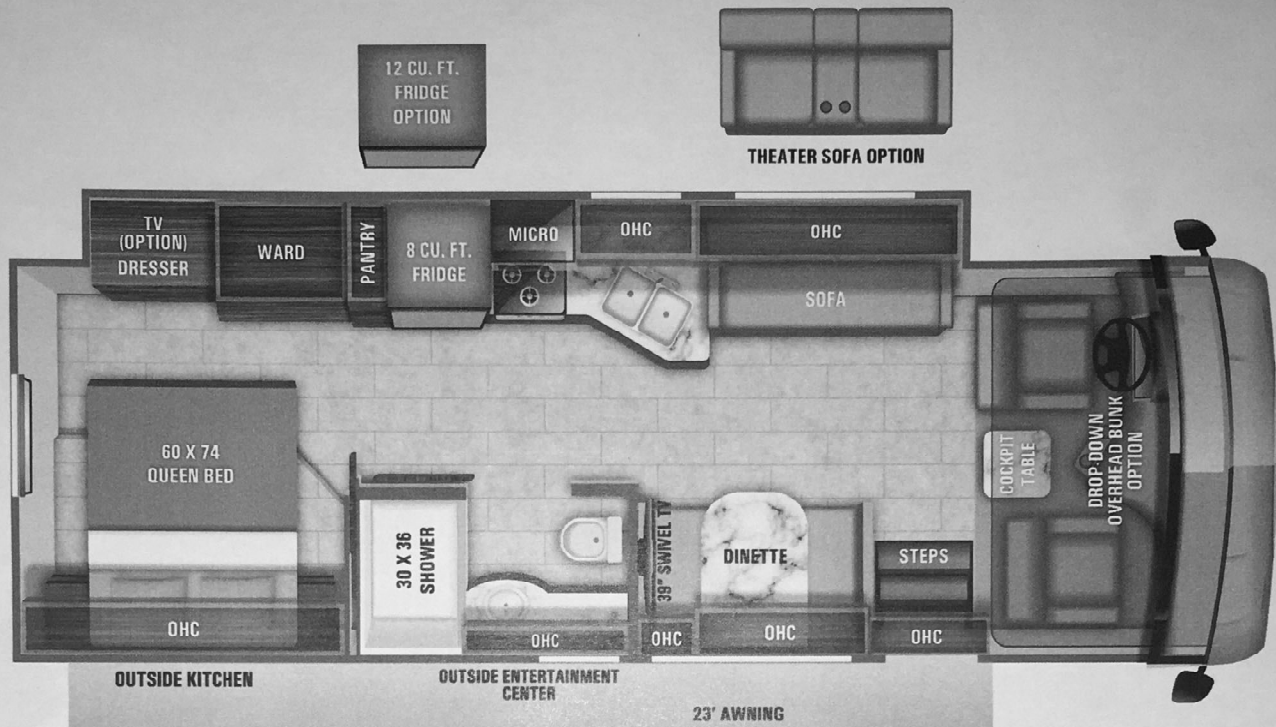 12 CU. FT.
FRIDGE
OPTION
THEATER SOFA OPTION
TV
(OPTION)
DRESSER
WARD
PANTRY
8 CU. FT.
FRIDGE
MICRO
OHC
OHC
SOFA
60 X 74
QUEEN BED
COCKPIT
TABLE
DROP-DOWN
OVERHEAD BUNK
OPTION
30 X 36
SHOWER
39" SWIVEL TV
DINETTE
STEPS
OHC
OHC
OHC
OHC
OHC
OUTSIDE KITCHEN
OUTSIDE ENTERTAINMENT
CENTER
23' AWNING